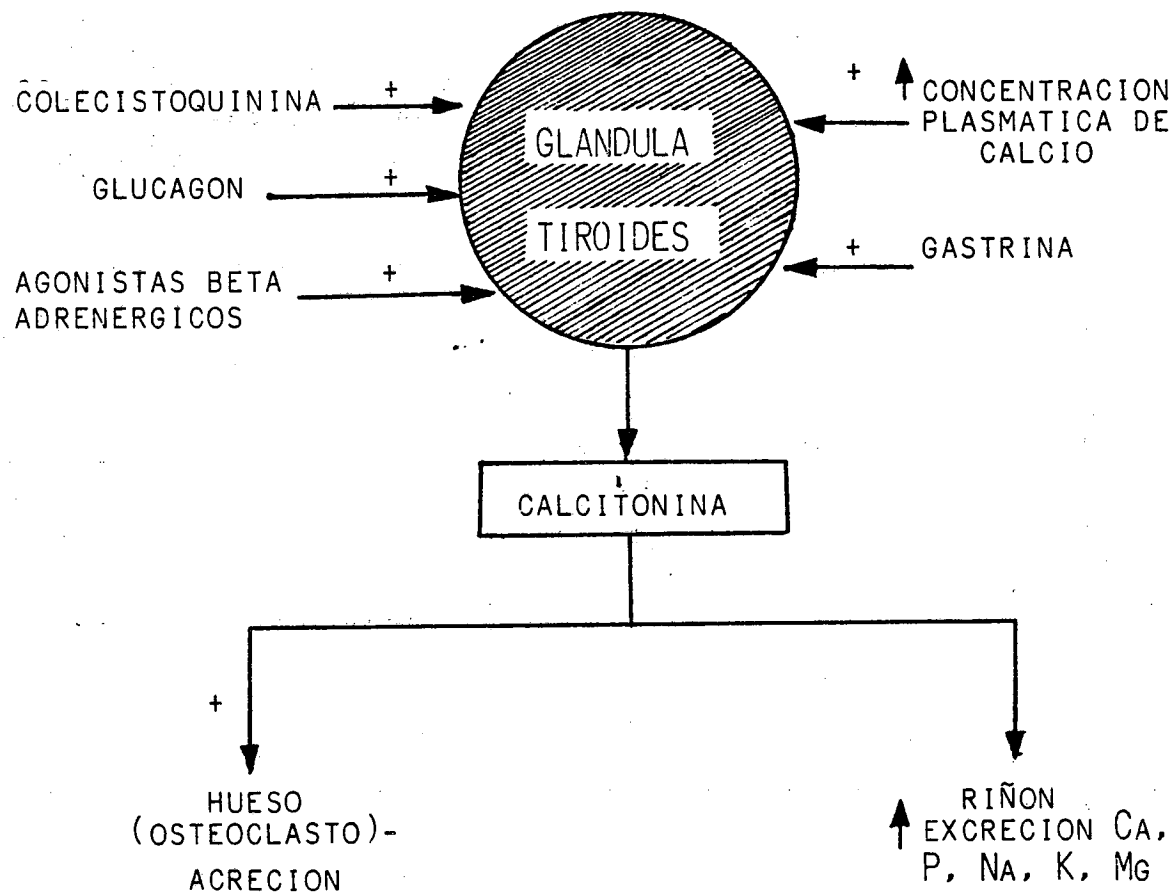 COLECISTOQUININA
+
GLUCAGON
+
AGONISTAS BETA
ADRENERGICOS
+
GLANDULA
TIROIDES
+ ↑ CONCENTRACION
PLASMATICA DE
CALCIO
+
GASTRINA
CALCITONINA
+
HUESO
(OSTEOCLASTO)-
ACRECION
RIÑON
↑ EXCRECION CA,
P, NA, K, MG